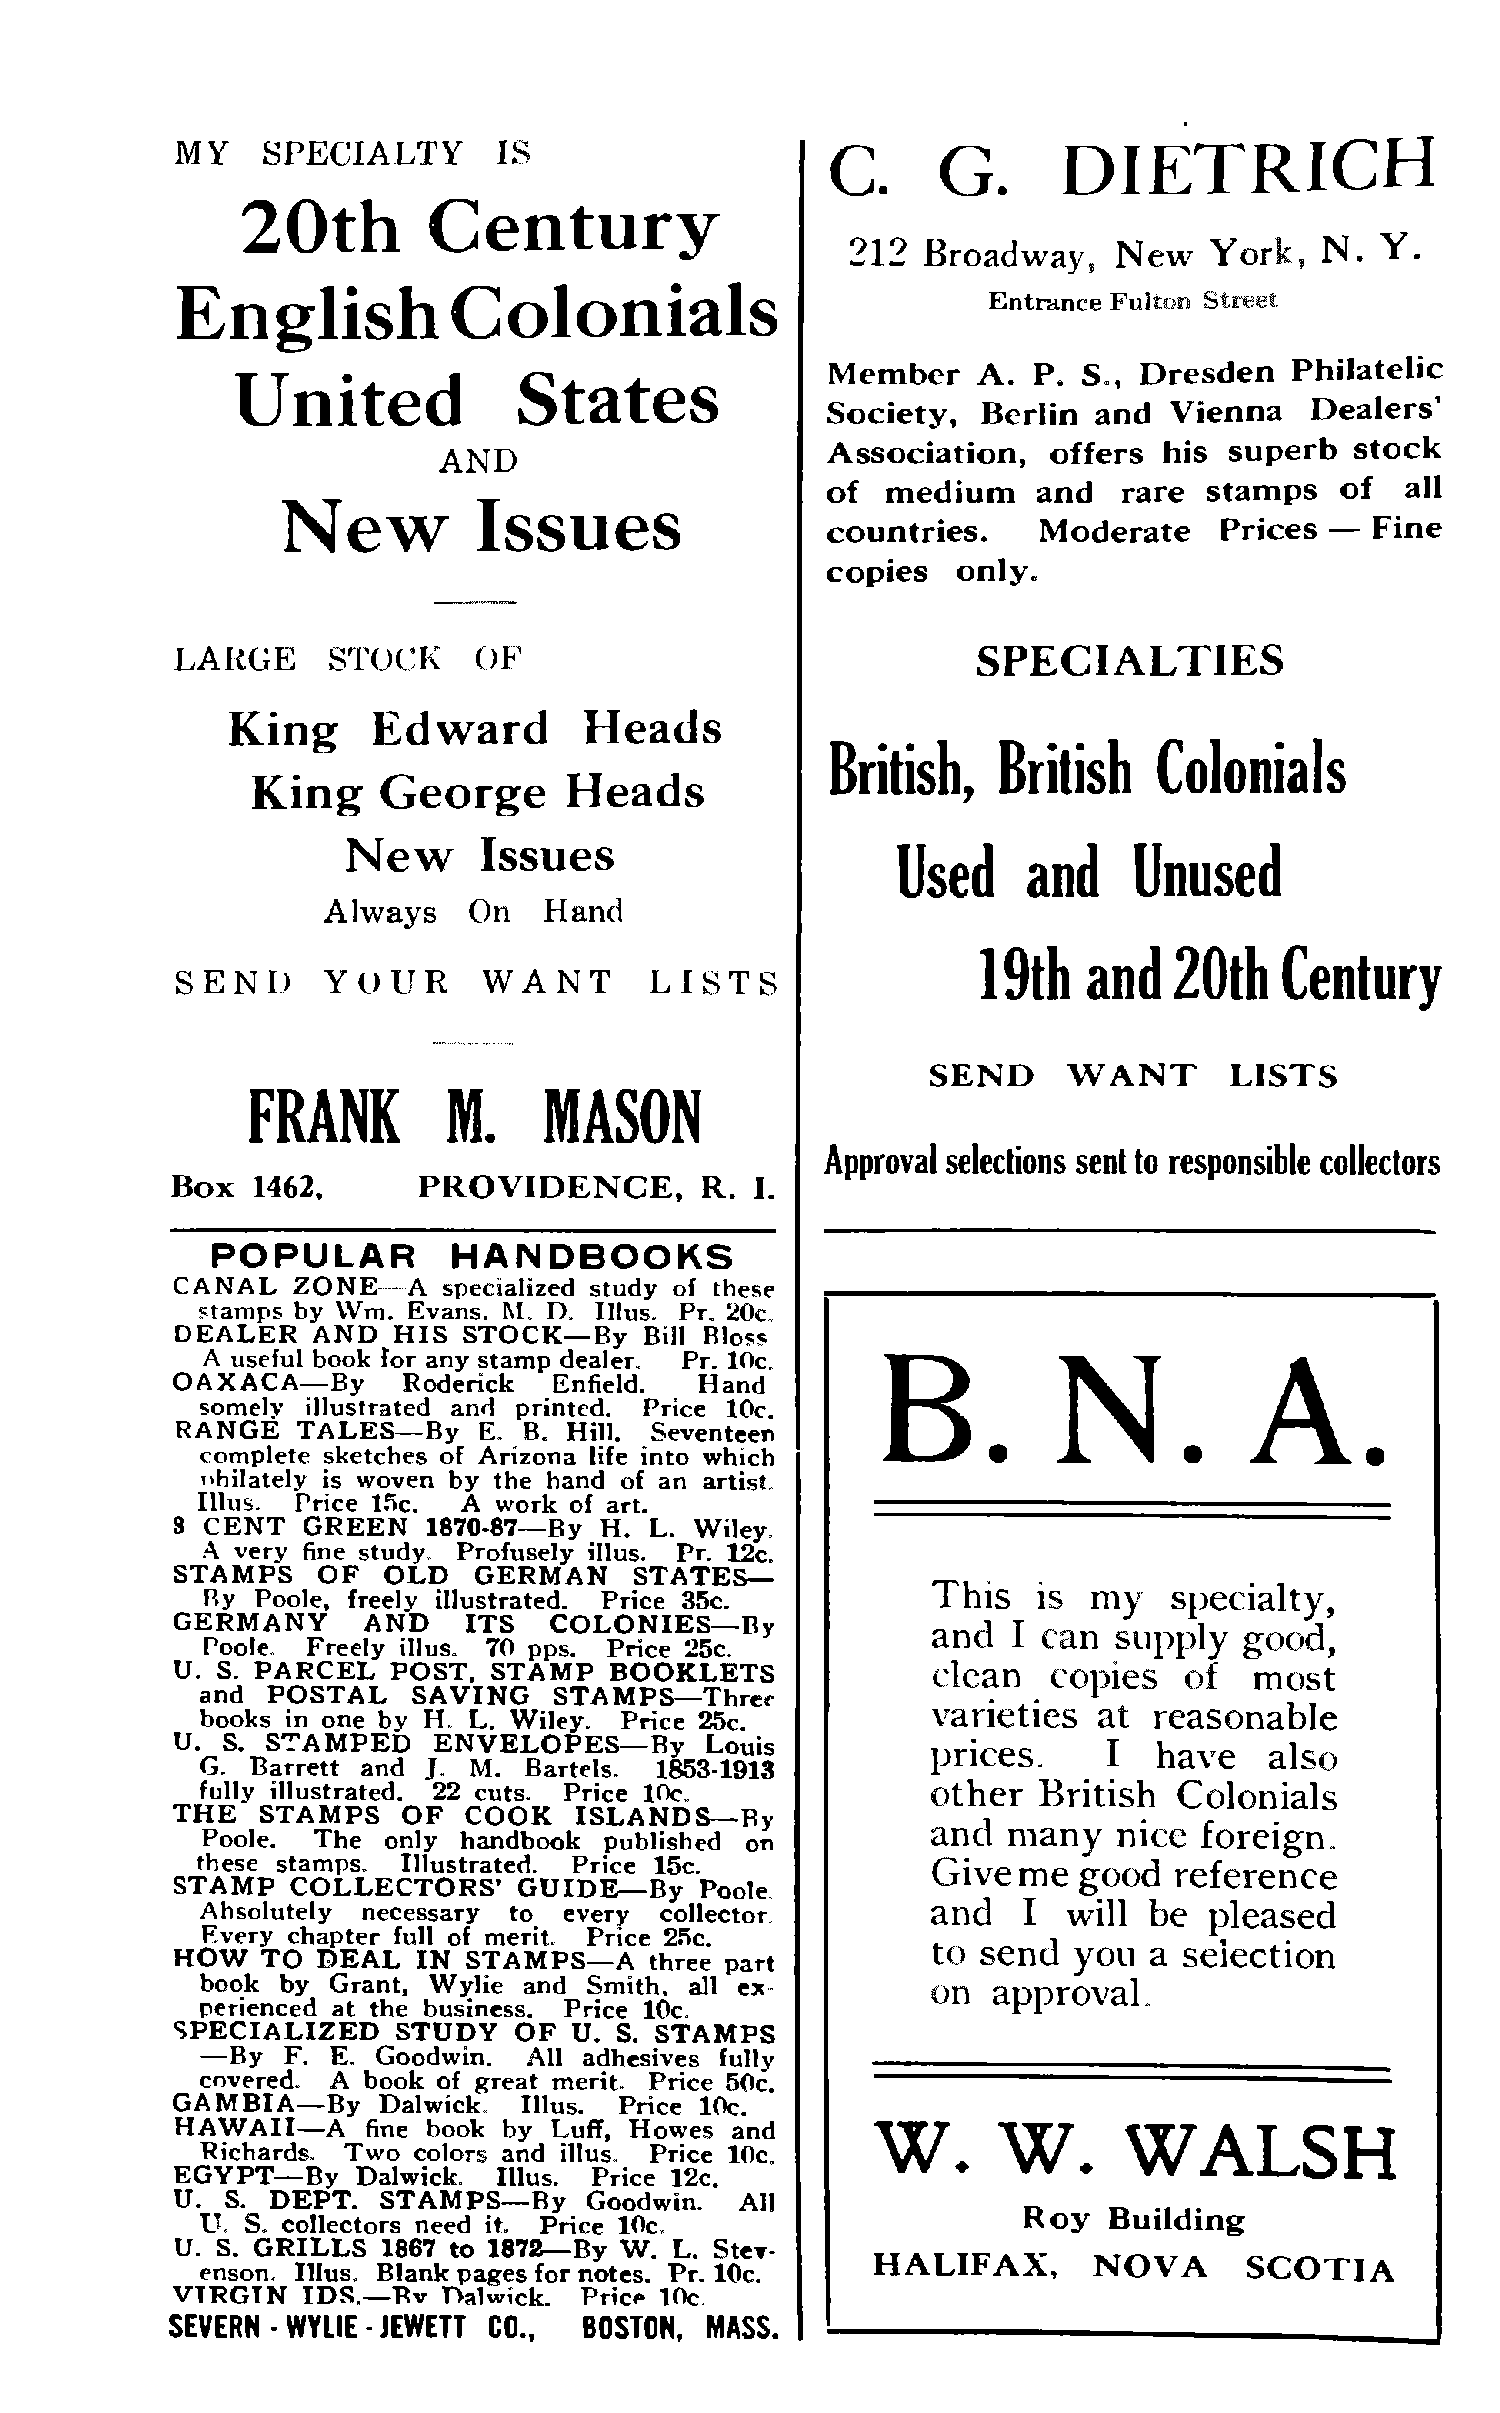 MY SPECIALTY IS
20th Century
English Colonials
United States
AND
New Issues
LARGE STOCK OF
King Edward Heads
King George Heads
New Issues
Always On Hand
SEND YOUR WANT LISTS
FRANK M. MASON
Box 1462, PROVIDENCE, R. I.
POPULAR HANDBOOKS
CANAL ZONE—A specialized study of these
stamps by Wm. Evans, M. D. Illus. Pr. 20c.
DEALER AND HIS STOCK—By Bill Bloss
A useful book for any stamp dealer. Pr. 10c.
OAXACA—By Roderick Enfield. Hand
somely illustrated and printed. Price 10c.
RANGE TALES—By E. B. Hill. Seventeen
complete sketches of Arizona life into which
philately is woven by the hand of an artist.
Illus. Price 15c. A work of art.
3 CENT GREEN 1870-87—By H. L. Wiley.
A very fine study. Profusely illus. Pr. 12c.
STAMPS OF OLD GERMAN STATES—
By Poole, freely illustrated. Price 35c.
GERMANY AND ITS COLONIES—By
Poole. Freely illus. 70 pps. Price 25c.
U. S. PARCEL POST, STAMP BOOKLETS
and POSTAL SAVING STAMPS—Three
books in one by H. L. Wiley. Price 25c.
U. S. STAMPED ENVELOPES—By Louis
G. Barrett and J. M. Bartels. 1853-1913
fully illustrated. 22 cuts. Price 10c.
THE STAMPS OF COOK ISLANDS—By
Poole. The only handbook published on
these stamps. Illustrated. Price 15c.
STAMP COLLECTORS' GUIDE—By Poole.
Absolutely necessary to every collector.
Every chapter full of merit. Price 25c.
HOW TO DEAL IN STAMPS—A three part
book by Grant, Wylie and Smith, all ex-
perienced at the business. Price 10c.
SPECIALIZED STUDY OF U. S. STAMPS
—By F. E. Goodwin. All adhesives fully
covered. A book of great merit. Price 50c.
GAMBIA—By Dalwick. Illus. Price 10c.
HAWAII—A fine book by Luff, Howes and
Richards. Two colors and illus. Price 10c.
EGYPT—By Dalwick. Illus. Price 12c.
U. S. DEPT. STAMPS—By Goodwin. All
U. S. collectors need it. Price 10c.
U. S. GRILLS 1867 to 1872—By W. L. Stev-
enson. Illus. Blank pages for notes. Pr. 10c.
VIRGIN IDS.—By Dalwick. Price 10c.
SEVERN - WYLIE - JEWETT CO., BOSTON, MASS.
C. G. DIETRICH
212 Broadway, New York, N. Y.
Entrance Fulton Street
Member A. P. S., Dresden Philatelic
Society, Berlin and Vienna Dealers'
Association, offers his superb stock
of medium and rare stamps of all
countries. Moderate Prices — Fine
copies only.
SPECIALTIES
British, British Colonials
Used and Unused
19th and 20th Century
SEND WANT LISTS
Approval selections sent to responsible collectors
B. N. A.
This is my specialty,
and I can supply good,
clean copies of most
varieties at reasonable
prices. I have also
other British Colonials
and many nice foreign.
Give me good reference
and I will be pleased
to send you a selection
on approval.
W. W. WALSH
Roy Building
HALIFAX, NOVA SCOTIA